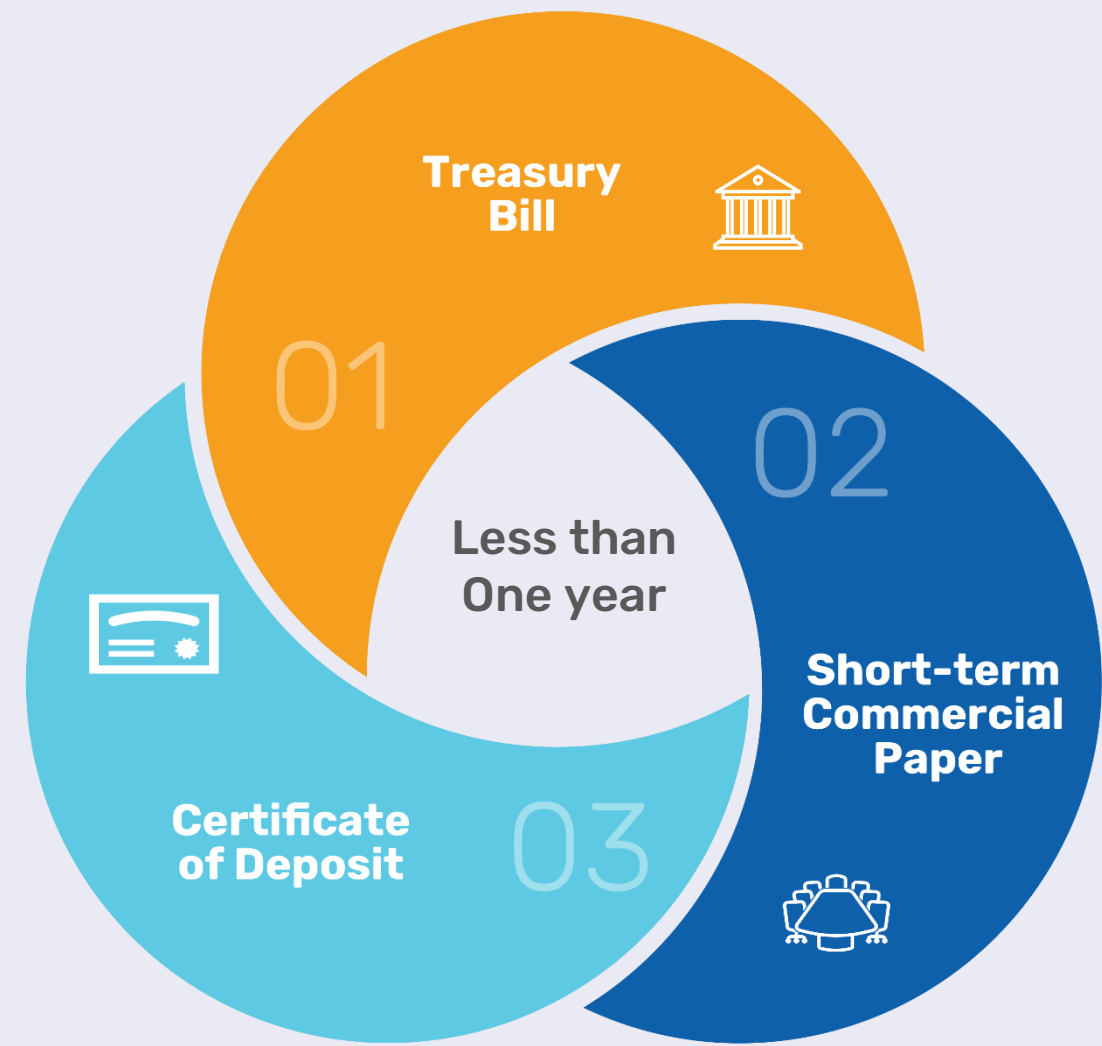 Treasury
Bill
01
02
Less than
One year
Short-term
Commercial
Paper
Certificate
of Deposit
03